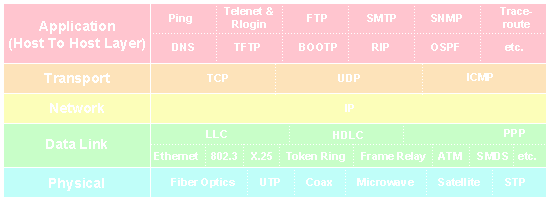 Application
(Host To Host Layer)
Ping
Telenet &
Rlogin
FTP
SMTP
SNMP
Trace-
route
DNS
TFTP
BOOTP
RIP
OSPF
etc.
Transport
TCP
UDP
ICMP
Network
IP
Data Link
LLC
HDLC
PPP
Ethernet
802.3
X.25
Token Ring
Frame Relay
ATM
SMDS
etc.
Physical
Fiber Optics
UTP
Coax
Microwave
Satellite
STP